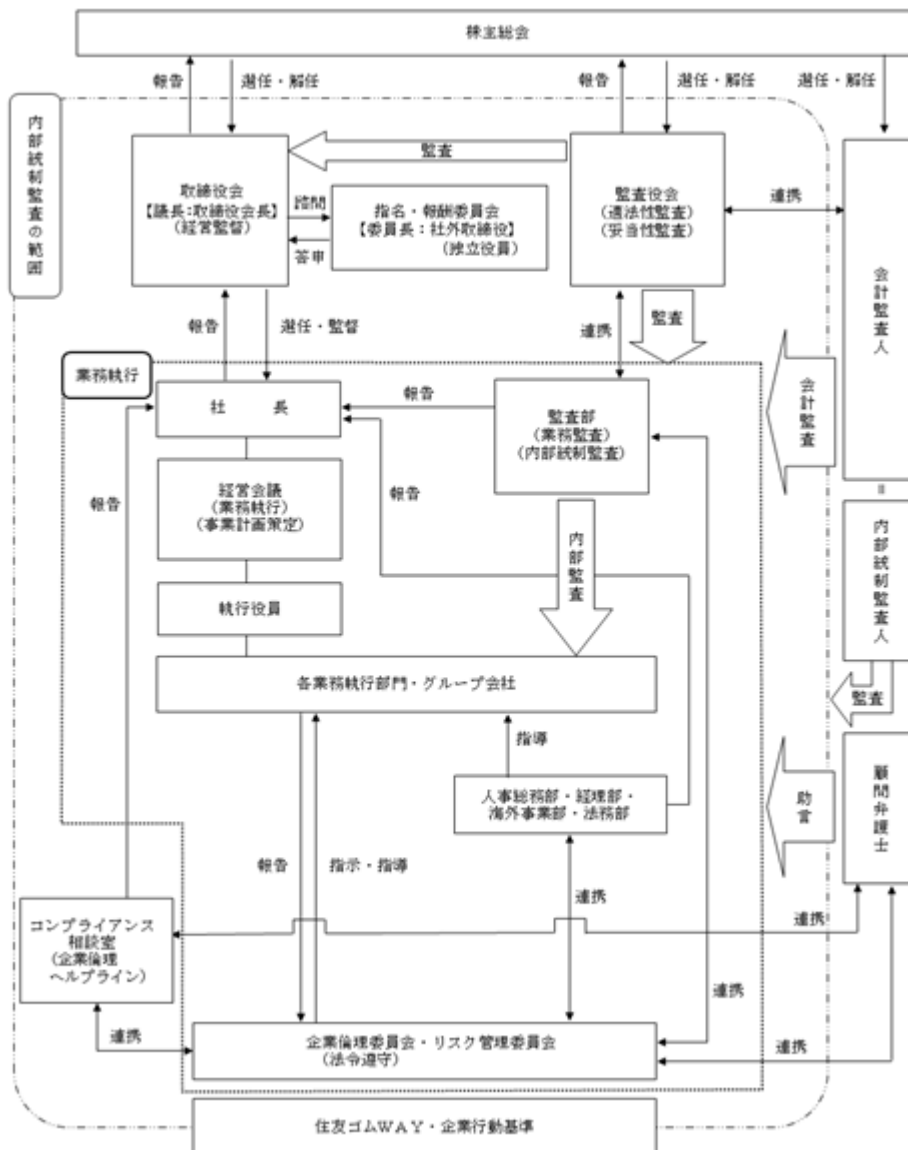 株主総会
報告
選任・解任
報告
選任・解任
選任・解任
内部統制監査の範囲
監査
取締役会
【議長:取締役会長】
(経営監督)
諮問
答申
指名・報酬委員会
【委員長:社外取締役】
(独立役員)
監査役会
(適法性監査)
(妥当性監査)
連携
会計監査人
報告
選任・監督
連携
監査
業務執行
社 長
報告
監査部
(業務監査)
(内部統制監査)
会計監査
報告
経営会議
(業務執行)
(事業計画策定)
報告
=
内部統制監査人
内部監査
執行役員
各業務執行部門・グループ会社
監査
指導
人事総務部・経理部・
海外事業部・法務部
助言
顧問弁護士
報告
指示・指導
連携
コンプライアンス
相談室
(企業倫理
ヘルプライン)
連携
連携
連携
企業倫理委員会・リスク管理委員会
(法令遵守)
連携
住友ゴムWAY・企業行動基準